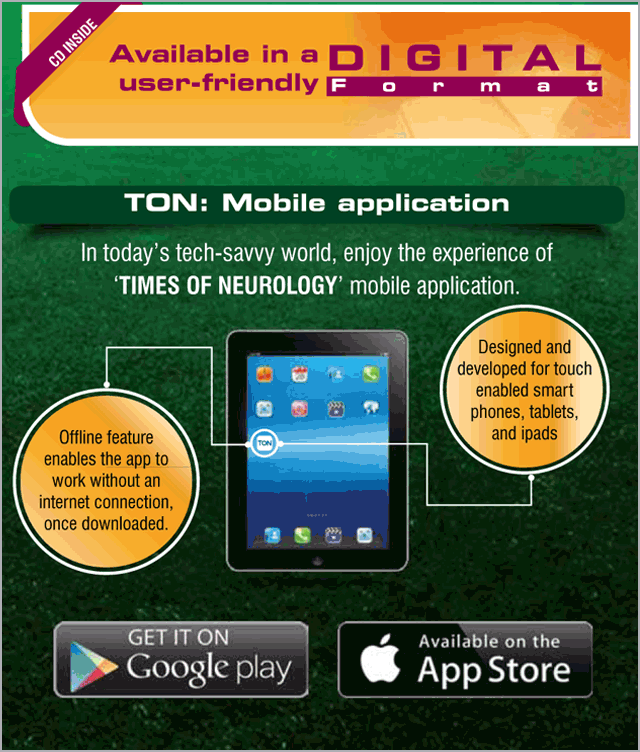 CD INSIDE
Available in a DIGITAL
user-friendly Format
TON: Mobile application
In today's tech-savvy world, enjoy the experience of
‘TIMES OF NEUROLOGY’ mobile application.
Designed and
developed for touch
enabled smart
phones, tablets,
and ipads
Offline feature
enables the app to
work without an
internet connection,
once downloaded.
TON
GET IT ON
Google play
Available on the
App Store